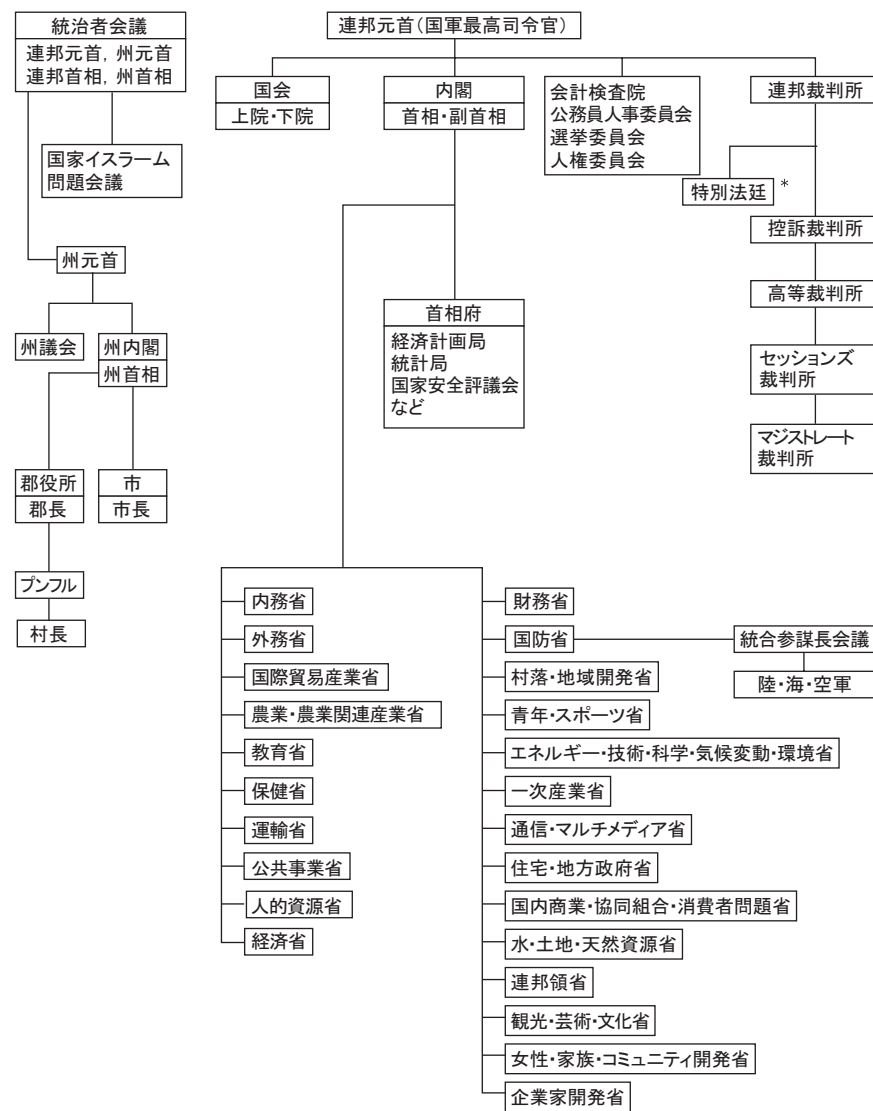 統治者会議
連邦元首，州元首
連邦首相，州首相
国家イスラーム
問題会議
州元首
州議会
州内閣
州首相
郡役所
郡長
市
市長
プンフル
村長
連邦元首（国軍最高司令官）
国会
上院・下院
内閣
首相・副首相
会計検査院
公務員人事委員会
選挙委員会
人権委員会
連邦裁判所
特別法廷 *
控訴裁判所
高等裁判所
セッションズ
裁判所
マジストレート
裁判所
首相府
経済計画局
統計局
国家安全評議会
など
内務省
外務省
国際貿易産業省
農業・農業関連産業省
教育省
保健省
運輸省
公共事業省
人的資源省
経済省
財務省
国防省
統合参謀長会議
陸・海・空軍
村落・地域開発省
青年・スポーツ省
エネルギー・技術・科学・気候変動・環境省
一次産業省
通信・マルチメディア省
住宅・地方政府省
国内商業・協同組合・消費者問題省
水・土地・天然資源省
連邦領省
観光・芸術・文化省
女性・家族・コミュニティ開発省
企業家開発省